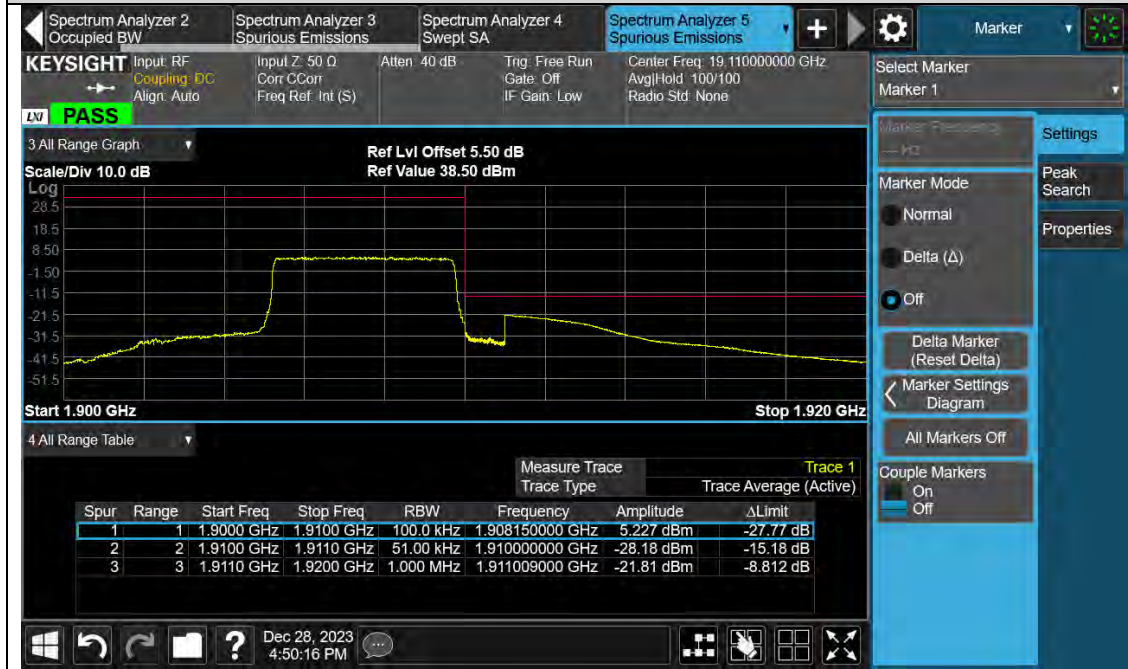 Spectrum Analyzer 2
Occupied BW
Spectrum Analyzer 3
Spurious Emissions
Spectrum Analyzer 4
Swept SA
Spectrum Analyzer 5
Spurious Emissions
Marker
KEYSIGHT
Input: RF
Coupling: DC
Align: Auto
Input Z: 50 Ω
Corr CCorr
Freq Ref: Int (S)
Atten: 40 dB
Trig: Free Run
Gate: Off
IF Gain: Low
Center Freq: 19.110000000 GHz
Avg|Hold: 100/100
Radio Std: None
Select Marker
Marker 1
LXI PASS
3 All Range Graph
Ref Lvl Offset 5.50 dB
Scale/Div 10.0 dB
Ref Value 38.50 dBm
Log
28.5
18.5
8.50
-1.50
-11.5
-21.5
-31.5
-41.5
-51.5
Start 1.900 GHz
Stop 1.920 GHz
Marker Frequency
--- Hz
Settings
Marker Mode
Peak
Search
Normal
Properties
Delta (Δ)
Off
Delta Marker
(Reset Delta)
Marker Settings
Diagram
All Markers Off
Couple Markers
On
Off
4 All Range Table
Measure Trace Trace 1
Trace Type Trace Average (Active)
Spur Range Start Freq Stop Freq RBW Frequency Amplitude ΔLimit
1 1 1.9000 GHz 1.9100 GHz 100.0 kHz 1.908150000 GHz 5.227 dBm -27.77 dB
2 2 1.9100 GHz 1.9110 GHz 51.00 kHz 1.910000000 GHz -28.18 dBm -15.18 dB
3 3 1.9110 GHz 1.9200 GHz 1.000 MHz 1.911009000 GHz -21.81 dBm -8.812 dB
Dec 28, 2023
4:50:16 PM